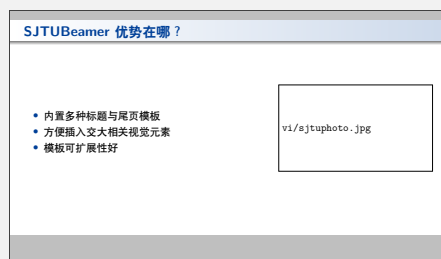 SJTUBeamer 优势在哪？
内置多种标题与尾页模板
方便插入交大相关视觉元素
模板可扩展性好
vi/sjtuphoto.jpg